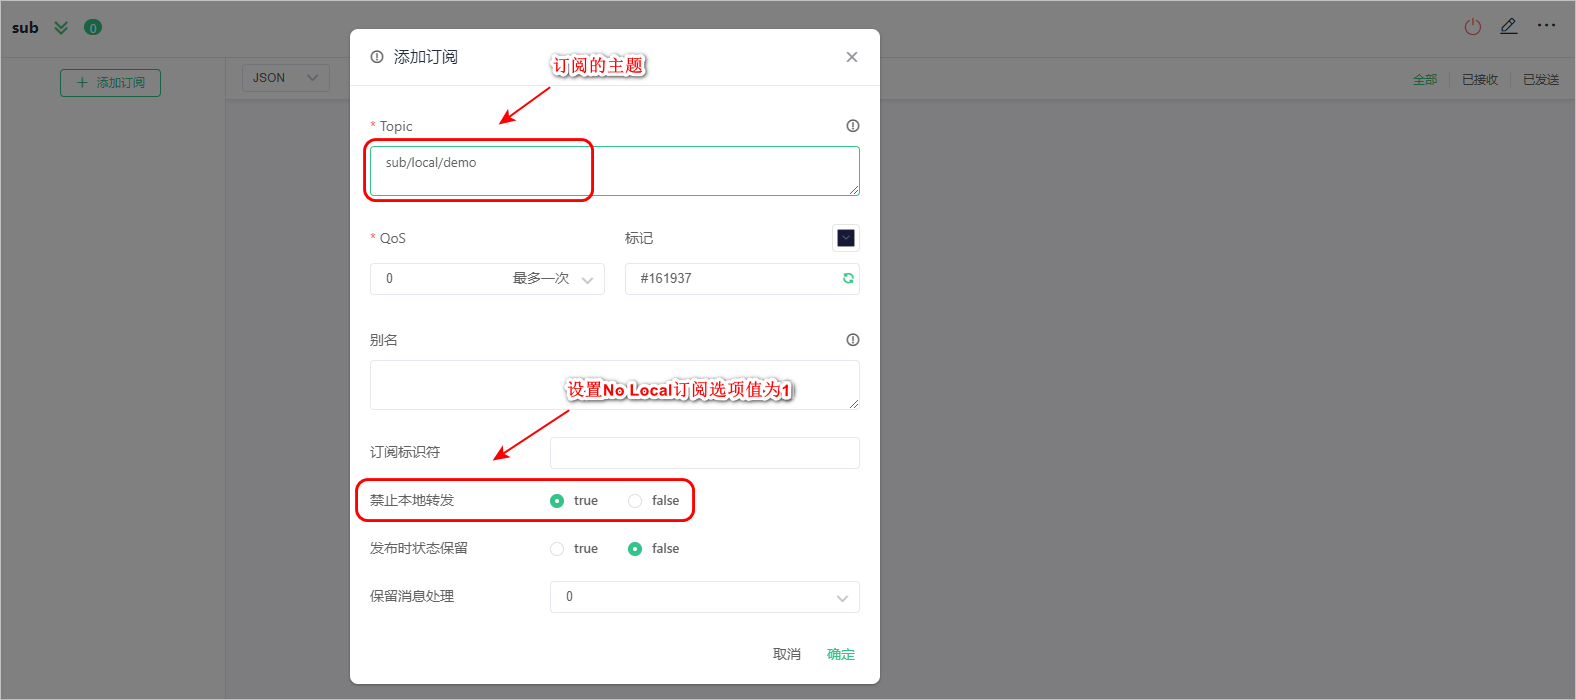 sub 0
添加订阅
JSON
全部 已接收 已发送
添加订阅
订阅的主题
* Topic
sub/local/demo
* QoS
标记
0 最多一次
#161937
别名
设置No Local订阅选项值为1
订阅标识符
禁止本地转发 true false
发布时状态保留 true false
保留消息处理 0
取消 确定